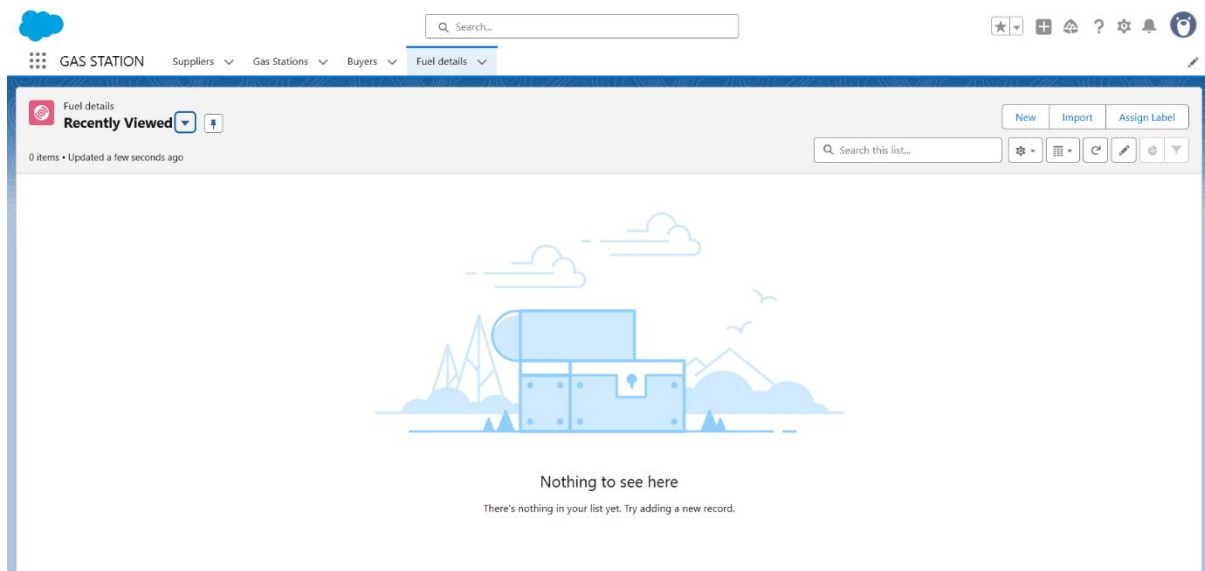 Search...
GAS STATION Suppliers Gas Stations Buyers Fuel details
Fuel details
Recently Viewed
New Import Assign Label
0 items • Updated a few seconds ago
Search this list...
Nothing to see here
There's nothing in your list yet. Try adding a new record.